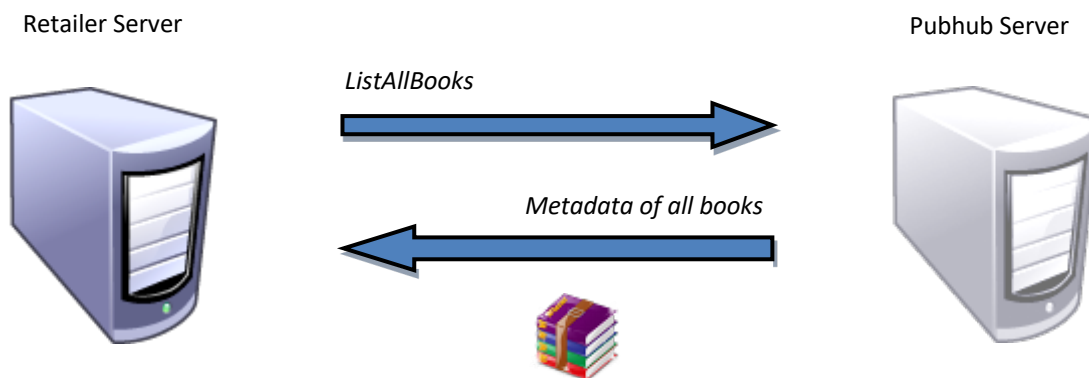 Retailer Server
Pubhub Server
ListAllBooks
Metadata of all books